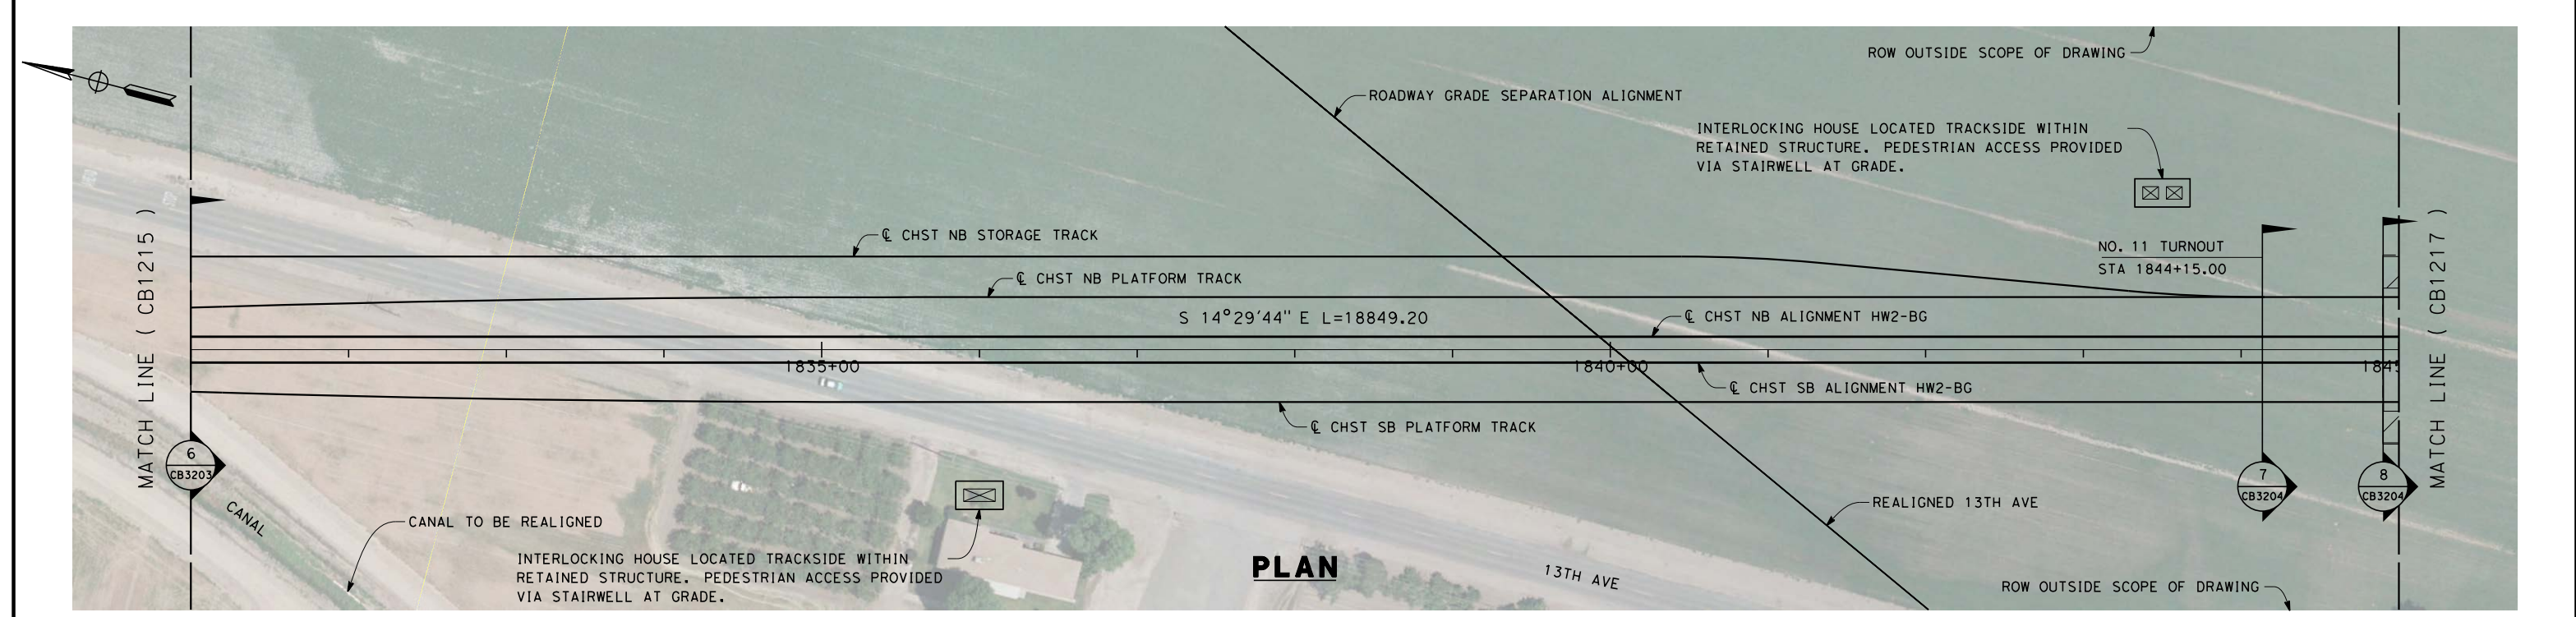 ROW OUTSIDE SCOPE OF DRAWING
ROADWAY GRADE SEPARATION ALIGNMENT
INTERLOCKING HOUSE LOCATED TRACKSIDE WITHIN
RETAINED STRUCTURE. PEDESTRIAN ACCESS PROVIDED
VIA STAIRWELL AT GRADE.
MATCH LINE ( CB1215 )
℄ CHST NB STORAGE TRACK
NO. 11 TURNOUT
STA 1844+15.00
MATCH LINE ( CB1217 )
℄ CHST NB PLATFORM TRACK
S 14°29'44" E L=18849.20
℄ CHST NB ALIGNMENT HW2-BG
1835+00
1840+00
184
℄ CHST SB ALIGNMENT HW2-BG
℄ CHST SB PLATFORM TRACK
6
CB3203
7
CB3204
8
CB3204
CANAL
CANAL TO BE REALIGNED
REALIGNED 13TH AVE
INTERLOCKING HOUSE LOCATED TRACKSIDE WITHIN
RETAINED STRUCTURE. PEDESTRIAN ACCESS PROVIDED
VIA STAIRWELL AT GRADE.
PLAN
13TH AVE
ROW OUTSIDE SCOPE OF DRAWING